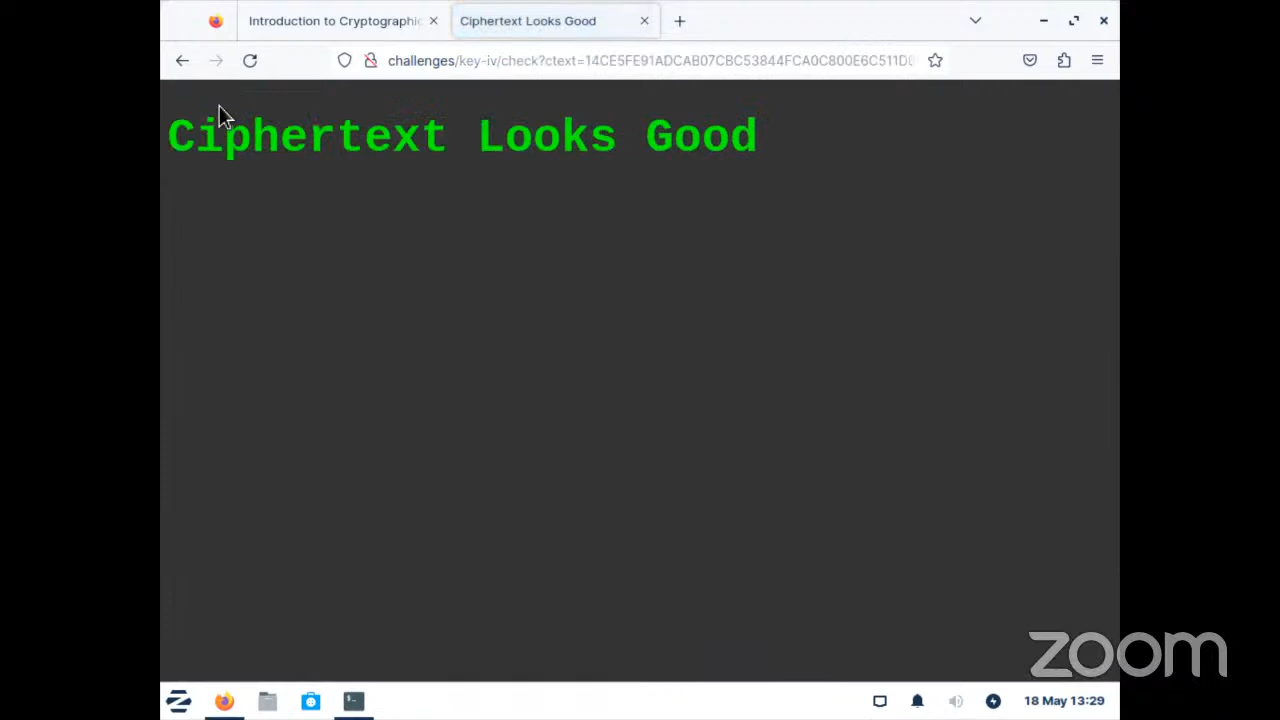 Introduction to Cryptographic
Ciphertext Looks Good
challenges/key-iv/check?ctext=14CE5FE91ADCAB07CBC53844FCA0C800E6C511D
Ciphertext Looks Good
zoom
18 May 13:29